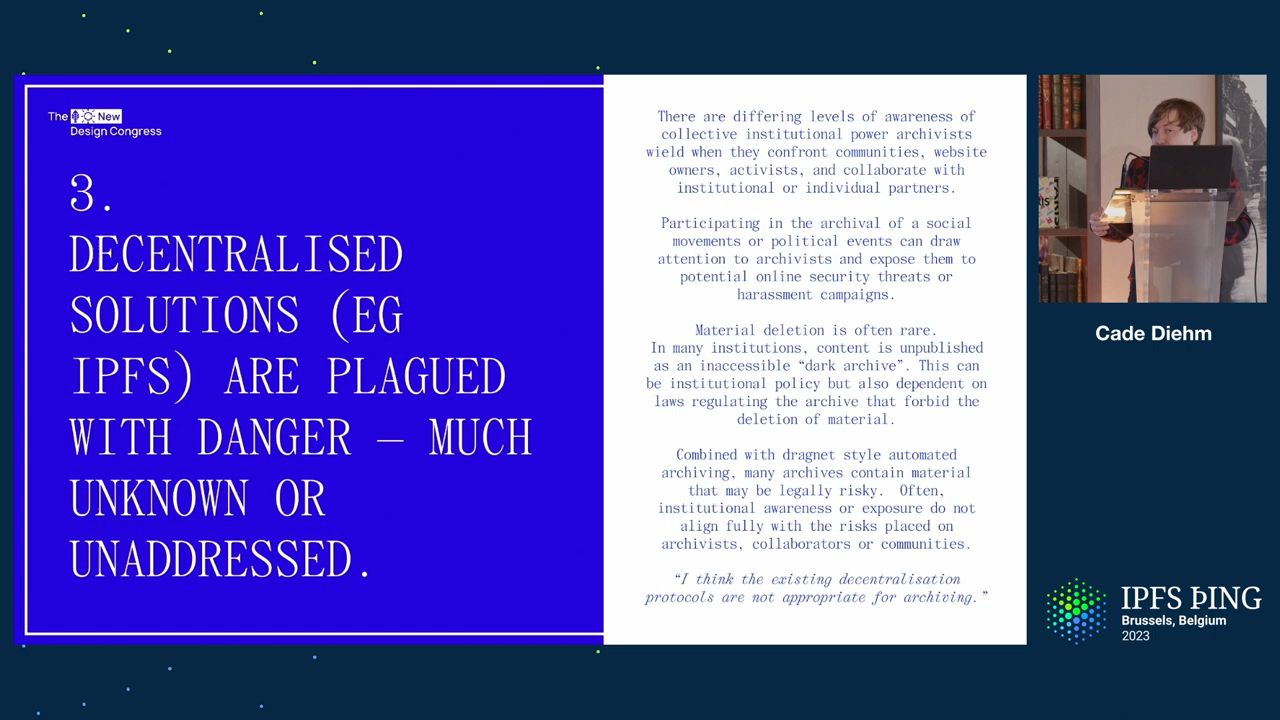 The New
Design Congress
3.
DECENTRALISED
SOLUTIONS (EG
IPFS) ARE PLAGUED
WITH DANGER – MUCH
UNKNOWN OR
UNADDRESSED.
There are differing levels of awareness of
collective institutional power archivists
wield when they confront communities, website
owners, activists, and collaborate with
institutional or individual partners.
Participating in the archival of a social
movements or political events can draw
attention to archivists and expose them to
potential online security threats or
harassment campaigns.
Material deletion is often rare.
In many institutions, content is unpublished
as an inaccessible “dark archive”. This can
be institutional policy but also dependent on
laws regulating the archive that forbid the
deletion of material.
Combined with dragnet style automated
archiving, many archives contain material
that may be legally risky. Often,
institutional awareness or exposure do not
align fully with the risks placed on
archivists, collaborators or communities.
“I think the existing decentralisation
protocols are not appropriate for archiving.”
Cade Diehm
IPFS ÞING
Brussels, Belgium
2023